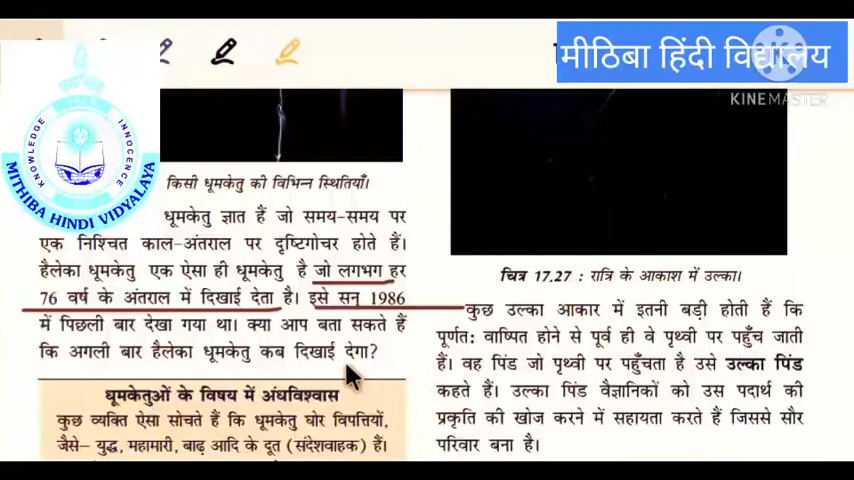 मीठिबा हिंदी विद्यालय
KINEMASTER
KNOWLEDGE
INNOCENCE
MITHIBA HINDI VIDYALAYA
किसी धूमकेतु की विभिन्न स्थितियाँ।
धूमकेतु ज्ञात हैं जो समय-समय पर
एक निश्चित काल-अंतराल पर दृष्टिगोचर होते हैं।
हैलेका धूमकेतु एक ऐसा ही धूमकेतु है जो लगभग हर
76 वर्ष के अंतराल में दिखाई देता है। इसे सन् 1986
में पिछली बार देखा गया था। क्या आप बता सकते हैं
कि अगली बार हैलेका धूमकेतु कब दिखाई देगा?
धूमकेतुओं के विषय में अंधविश्वास
कुछ व्यक्ति ऐसा सोचते हैं कि धूमकेतु घोर विपत्तियों,
जैसे– युद्ध, महामारी, बाढ़ आदि के दूत (संदेशवाहक) हैं।
चित्र 17.27 : रात्रि के आकाश में उल्का।
कुछ उल्का आकार में इतनी बड़ी होती हैं कि
पूर्णत: वाष्पित होने से पूर्व ही वे पृथ्वी पर पहुँच जाती
हैं। वह पिंड जो पृथ्वी पर पहुँचता है उसे उल्का पिंड
कहते हैं। उल्का पिंड वैज्ञानिकों को उस पदार्थ की
प्रकृति की खोज करने में सहायता करते हैं जिससे सौर
परिवार बना है।